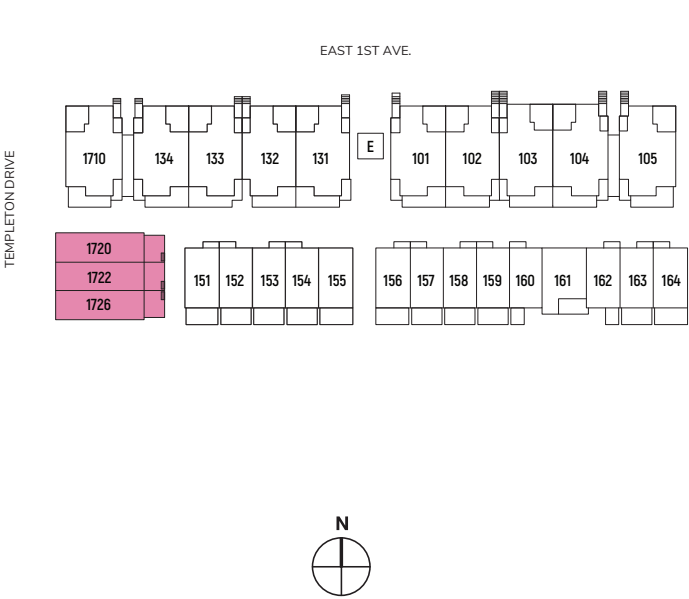 EAST 1ST AVE.
TEMPLETON DRIVE
1710 134 133 132 131 E 101 102 103 104 105
1720
1722
1726
151 152 153 154 155 156 157 158 159 160 161 162 163 164
N